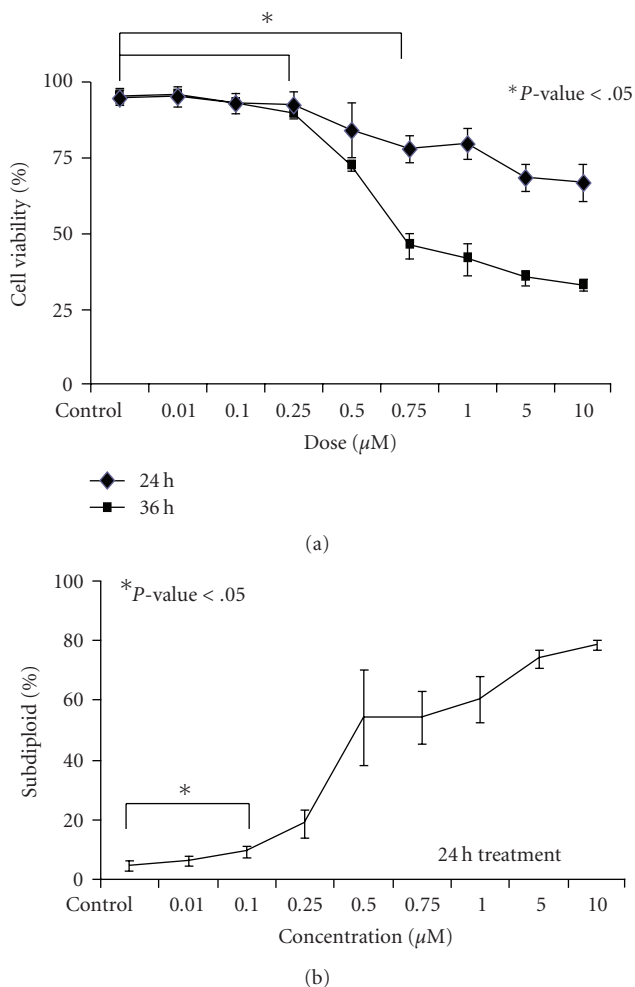 *
100
75
50
25
0
Cell viability (%)
*P-value < .05
Control 0.01 0.1 0.25 0.5 0.75 1 5 10
Dose (μM)
24 h
36 h
(a)
100
80
60
40
20
0
Subdiploid (%)
*P-value < .05
*
24 h treatment
Control 0.01 0.1 0.25 0.5 0.75 1 5 10
Concentration (μM)
(b)